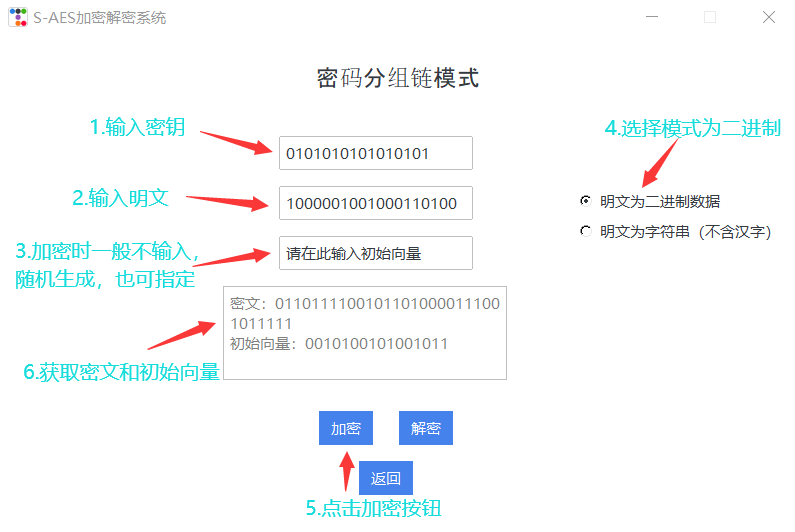 S-AES加密解密系统
密码分组链模式
1.输入密钥
0101010101010101
4.选择模式为二进制
2.输入明文
1000001001000110100
明文为二进制数据
明文为字符串（不含汉字）
3.加密时一般不输入，
随机生成，也可指定
请在此输入初始向量
密文：01101111001011010000111100
1011111
初始向量：0010100101001011
6.获取密文和初始向量
加密
解密
返回
5.点击加密按钮